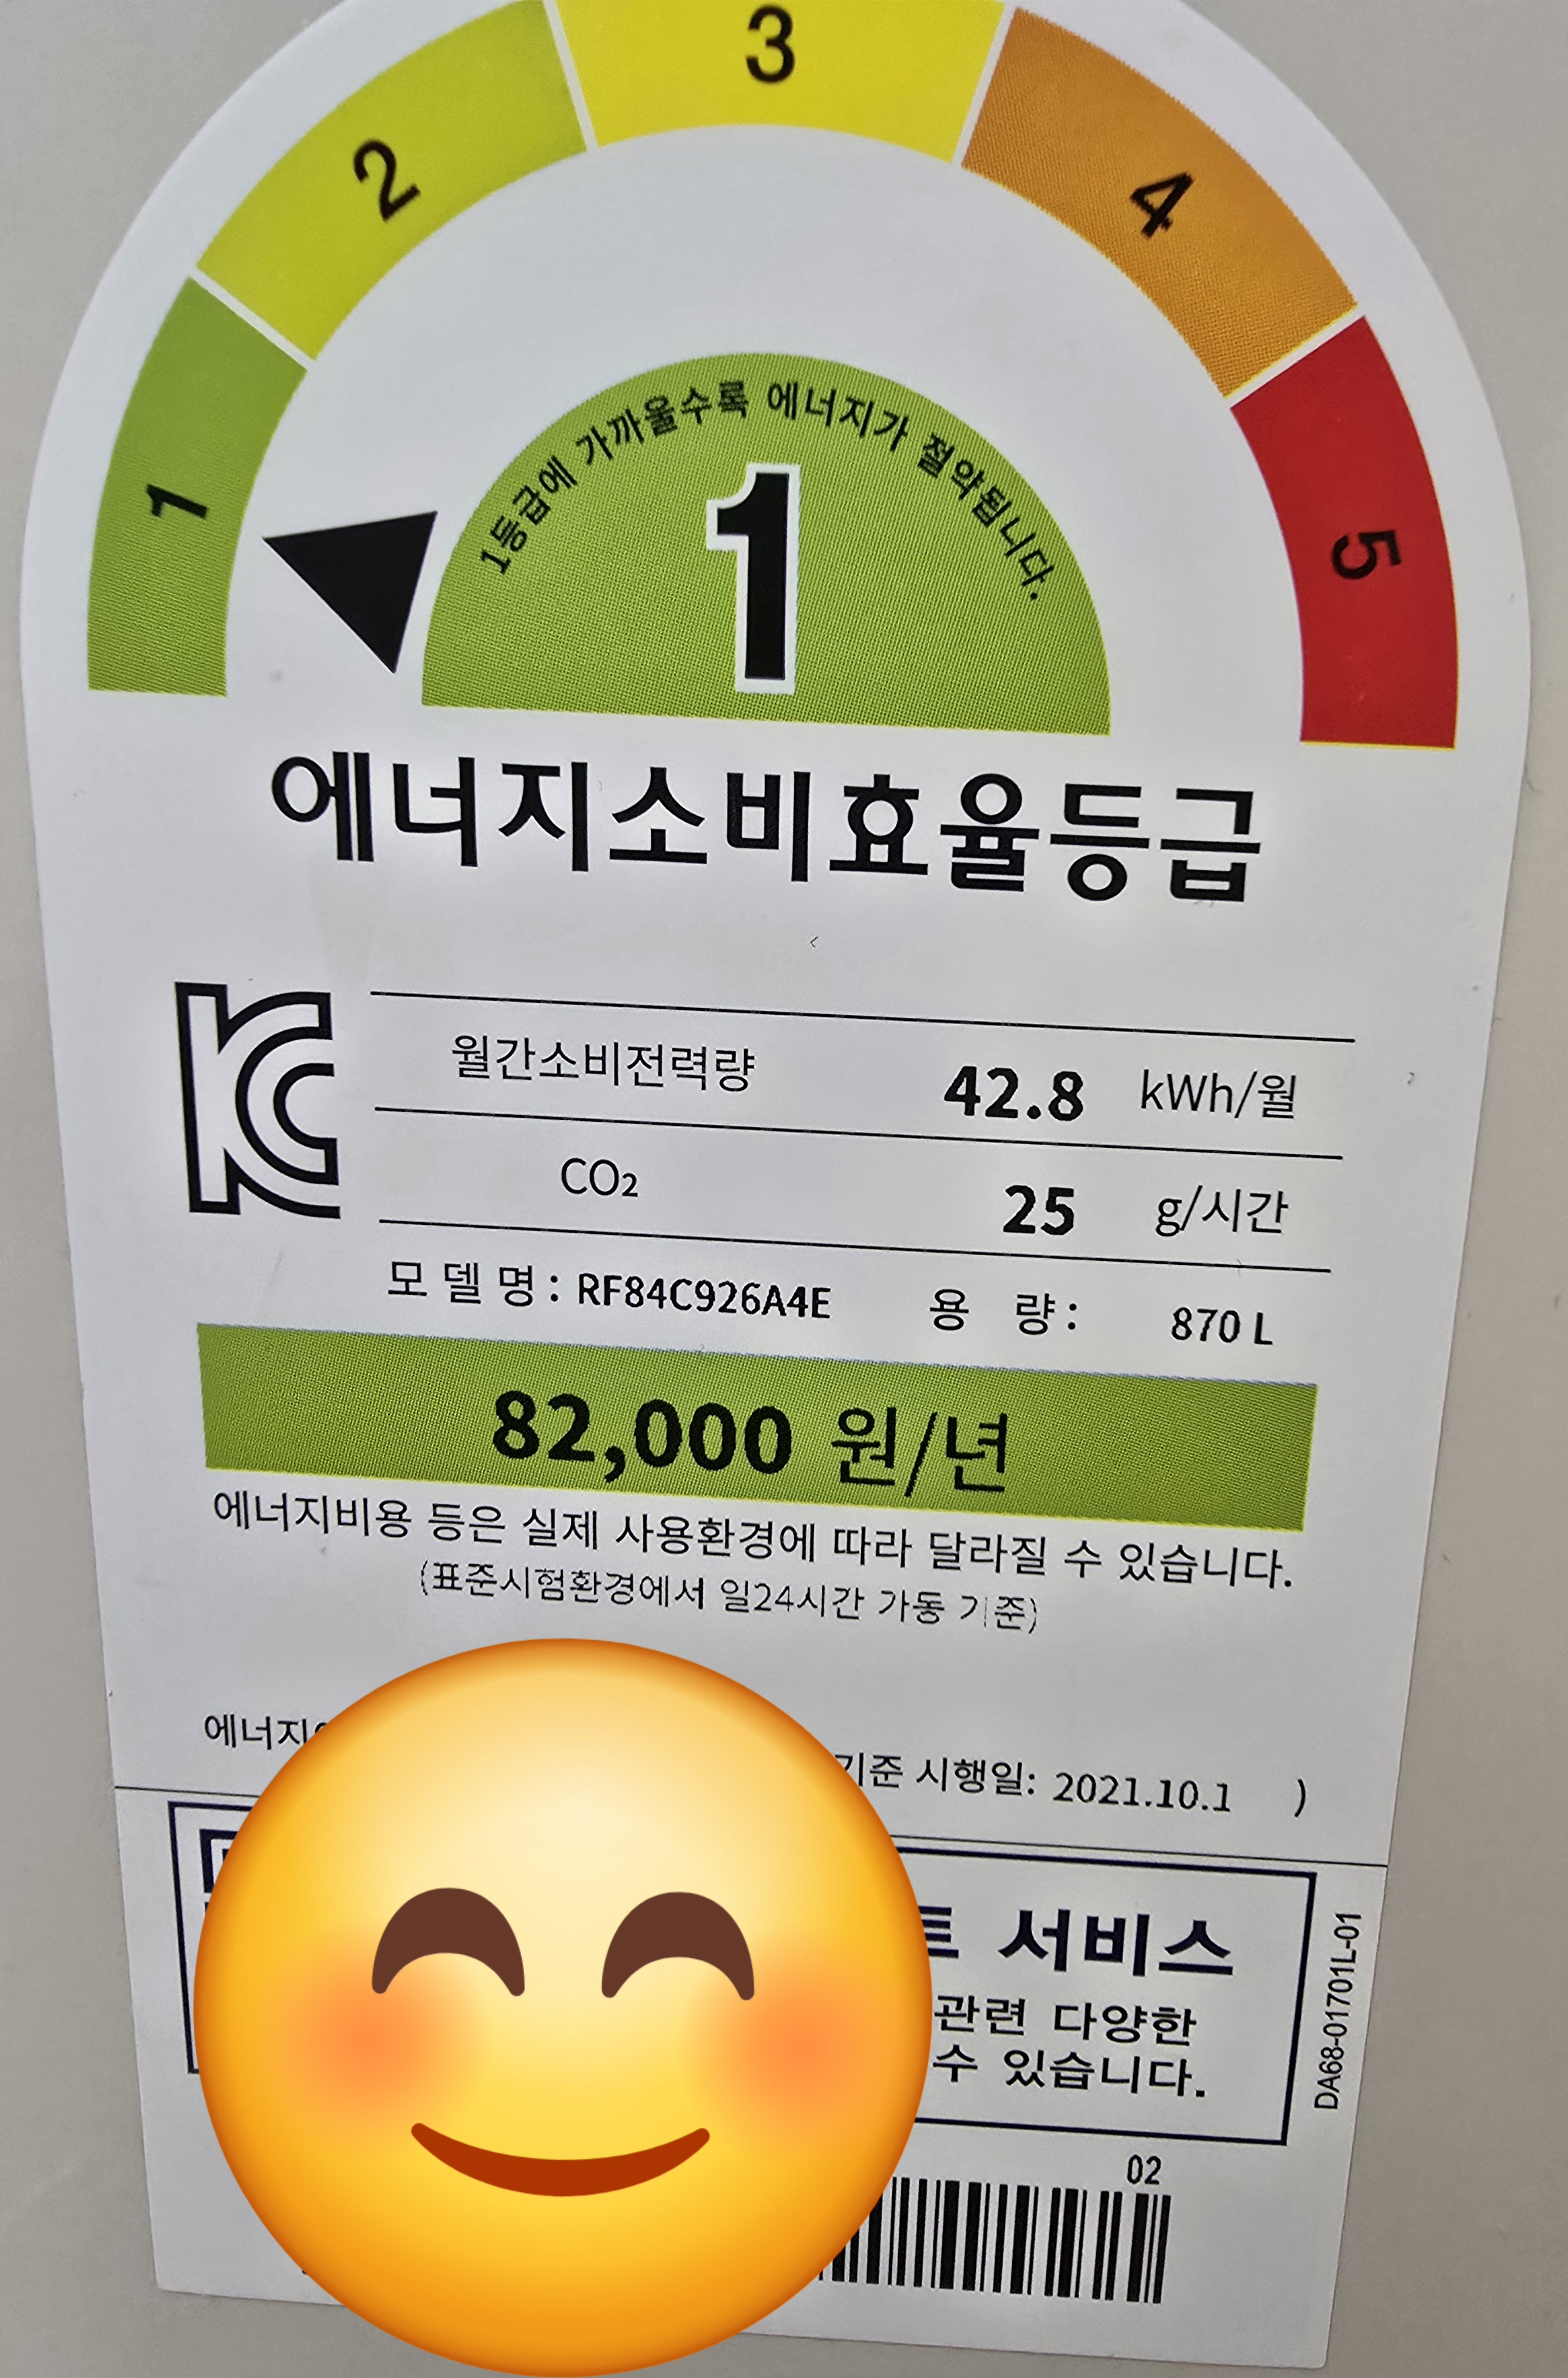 3
2
4
1
5
1등급에 가까울수록 에너지가 절약됩니다.
1
에너지소비효율등급
월간소비전력량 42.8 kWh/월
CO₂ 25 g/시간
모 델 명 : RF84C926A4E 용 량 : 870 L
82,000 원/년
에너지비용 등은 실제 사용환경에 따라 달라질 수 있습니다.
(표준시험환경에서 일24시간 가동 기준)
기준 시행일: 2021.10.1 )
서비스
관련 다양한
수 있습니다.
DA68-01701L-01
02